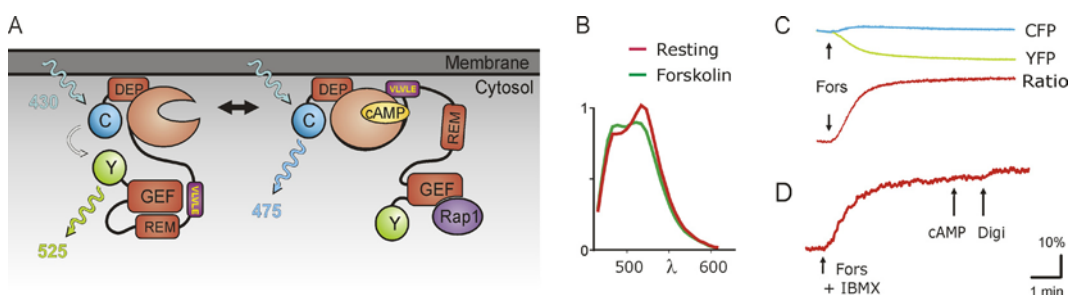 A
Membrane
Cytosol
430
DEP
C
Y
GEF
REM
VLVLE
525
DEP
C
cAMP
VLVLE
REM
475
GEF
Y
Rap1
B
Resting
Forskolin
1
0
500 λ 600
C
CFP
YFP
Fors
Ratio
D
cAMP Digi
Fors
+ IBMX
10%
1 min